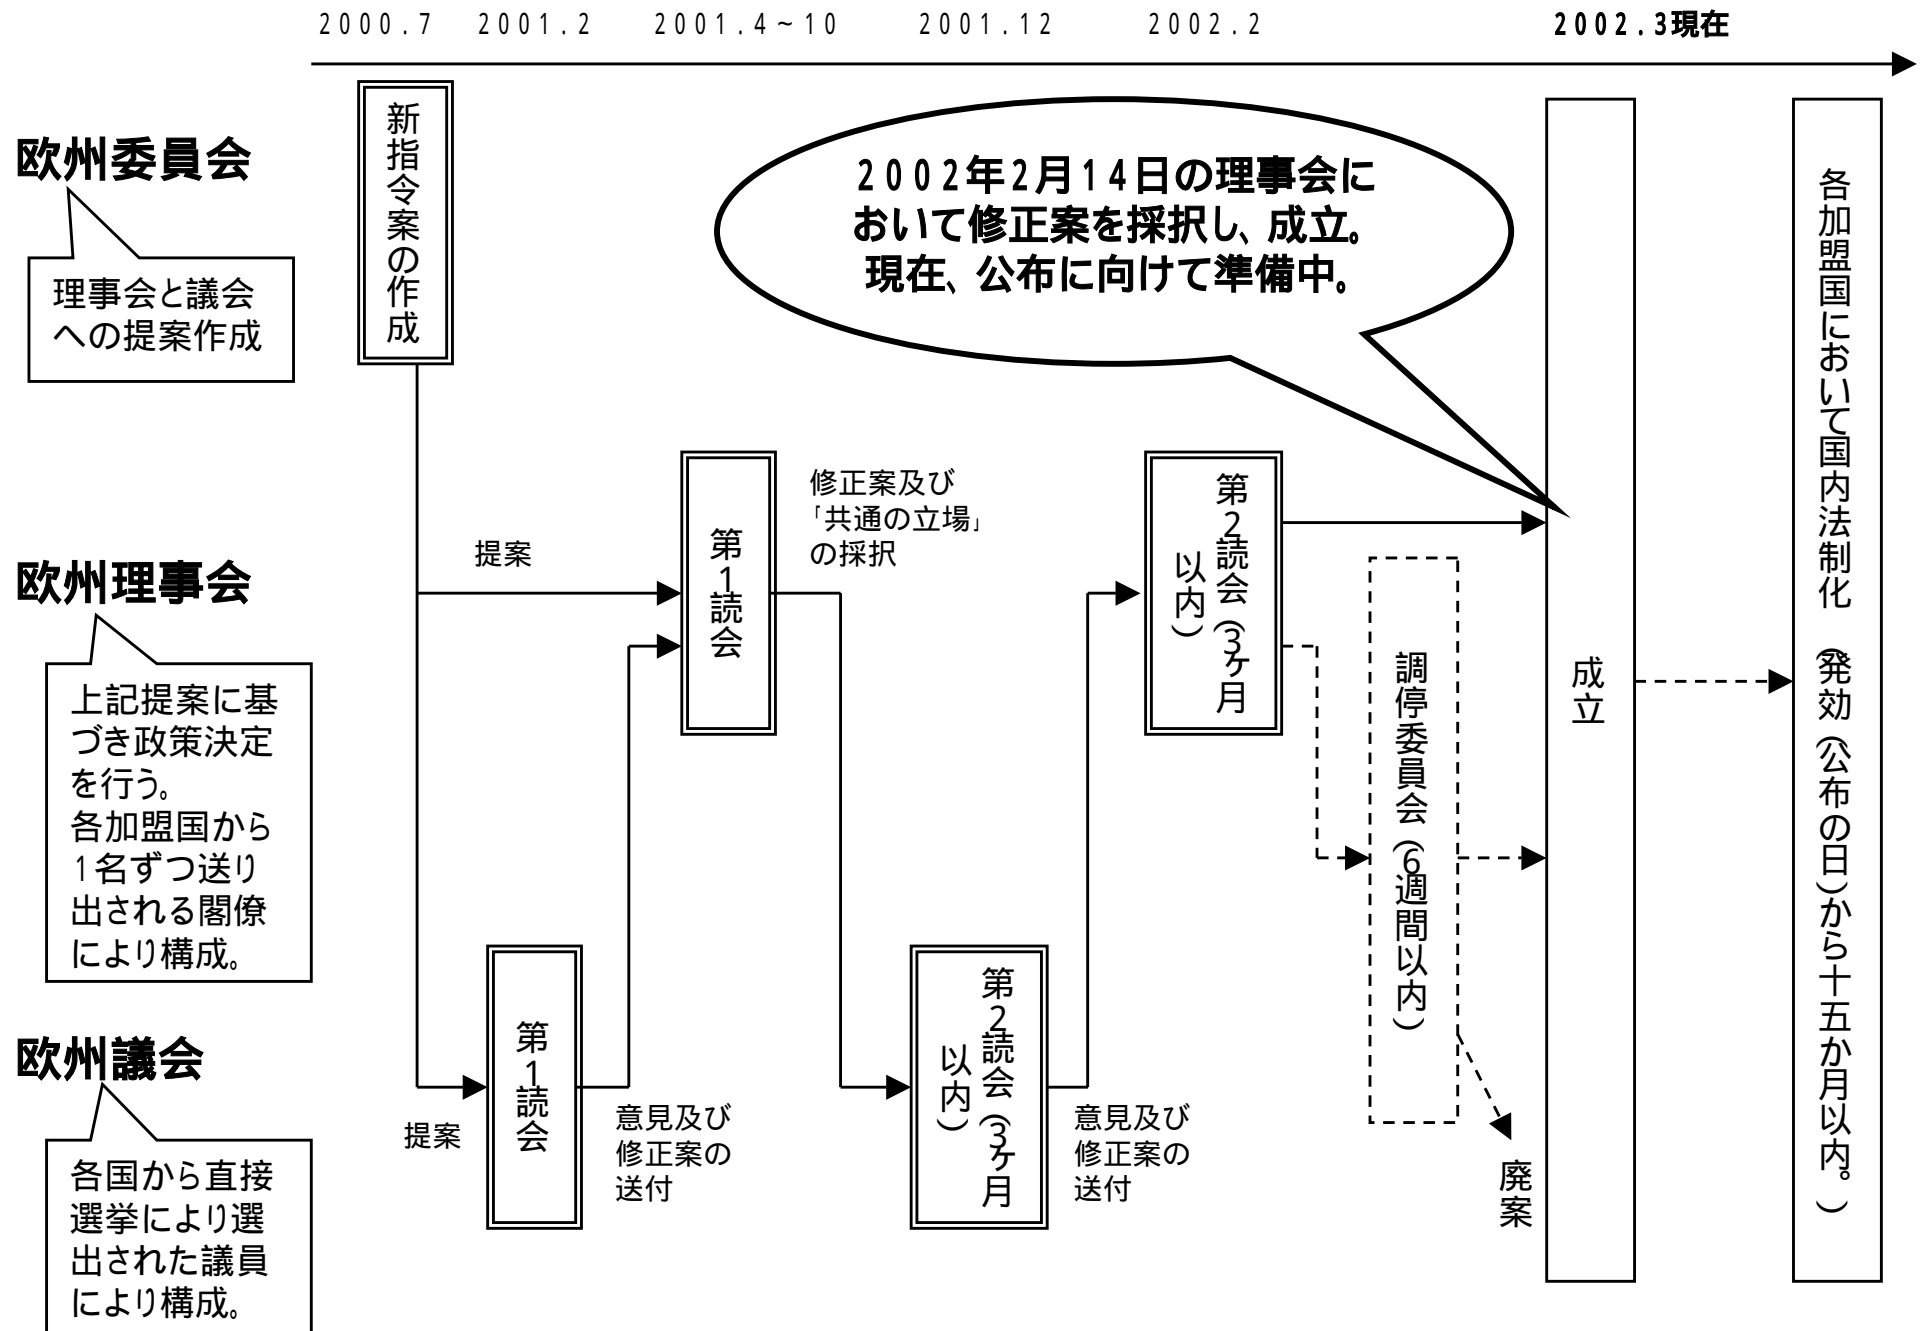 2000.7 2001.2 2001.4~10 2001.12 2002.2 2002.3現在
欧州委員会
理事会と議会
への提案作成
新指令案の作成
2002年2月14日の理事会に
おいて修正案を採択し、成立。
現在、公布に向けて準備中。
欧州理事会
上記提案に基
づき政策決定
を行う。
各加盟国から
1名ずつ送り
出される閣僚
により構成。
提案
第1読会
修正案及び
「共通の立場」
の採択
第2読会(3ヶ月
以内)
調停委員会(6週間以内)
廃案
成立
各加盟国において国内法制化 (発効(公布の日)から十五か月以内。)
欧州議会
各国から直接
選挙により選
出された議員
により構成。
提案
第1読会
意見及び
修正案の
送付
第2読会(3ヶ月
以内)
意見及び
修正案の
送付